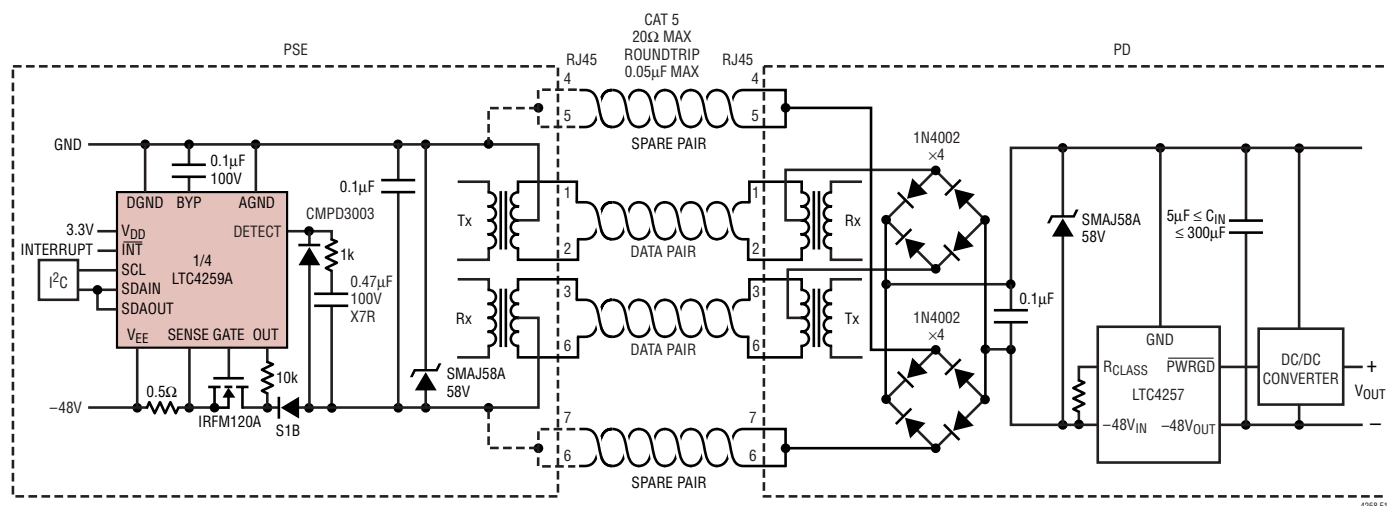 CAT 5
20Ω MAX
ROUNDTRIP
0.05µF MAX
PSE
PD
RJ45
RJ45
4
5
4
5
SPARE PAIR
GND
0.1µF
100V
0.1µF
DGND BYP AGND
CMPD3003
DETECT
3.3V
VDD
INTERRUPT
INT
I²C
SCL
SDAIN
SDAOUT
1/4
LTC4259A
1k
0.47µF
100V
X7R
VEE SENSE GATE OUT
0.5Ω
10k
–48V
IRFM120A
S1B
SMAJ58A
58V
Tx
1
2
1
2
DATA PAIR
Rx
Rx
3
6
3
6
DATA PAIR
Tx
7
6
7
6
SPARE PAIR
1N4002
×4
1N4002
×4
0.1µF
SMAJ58A
58V
5µF ≤ CIN
≤ 300µF
GND
RCLASS
PWRGD
LTC4257
–48VIN
–48VOUT
DC/DC
CONVERTER
+
VOUT
–
4258 F1